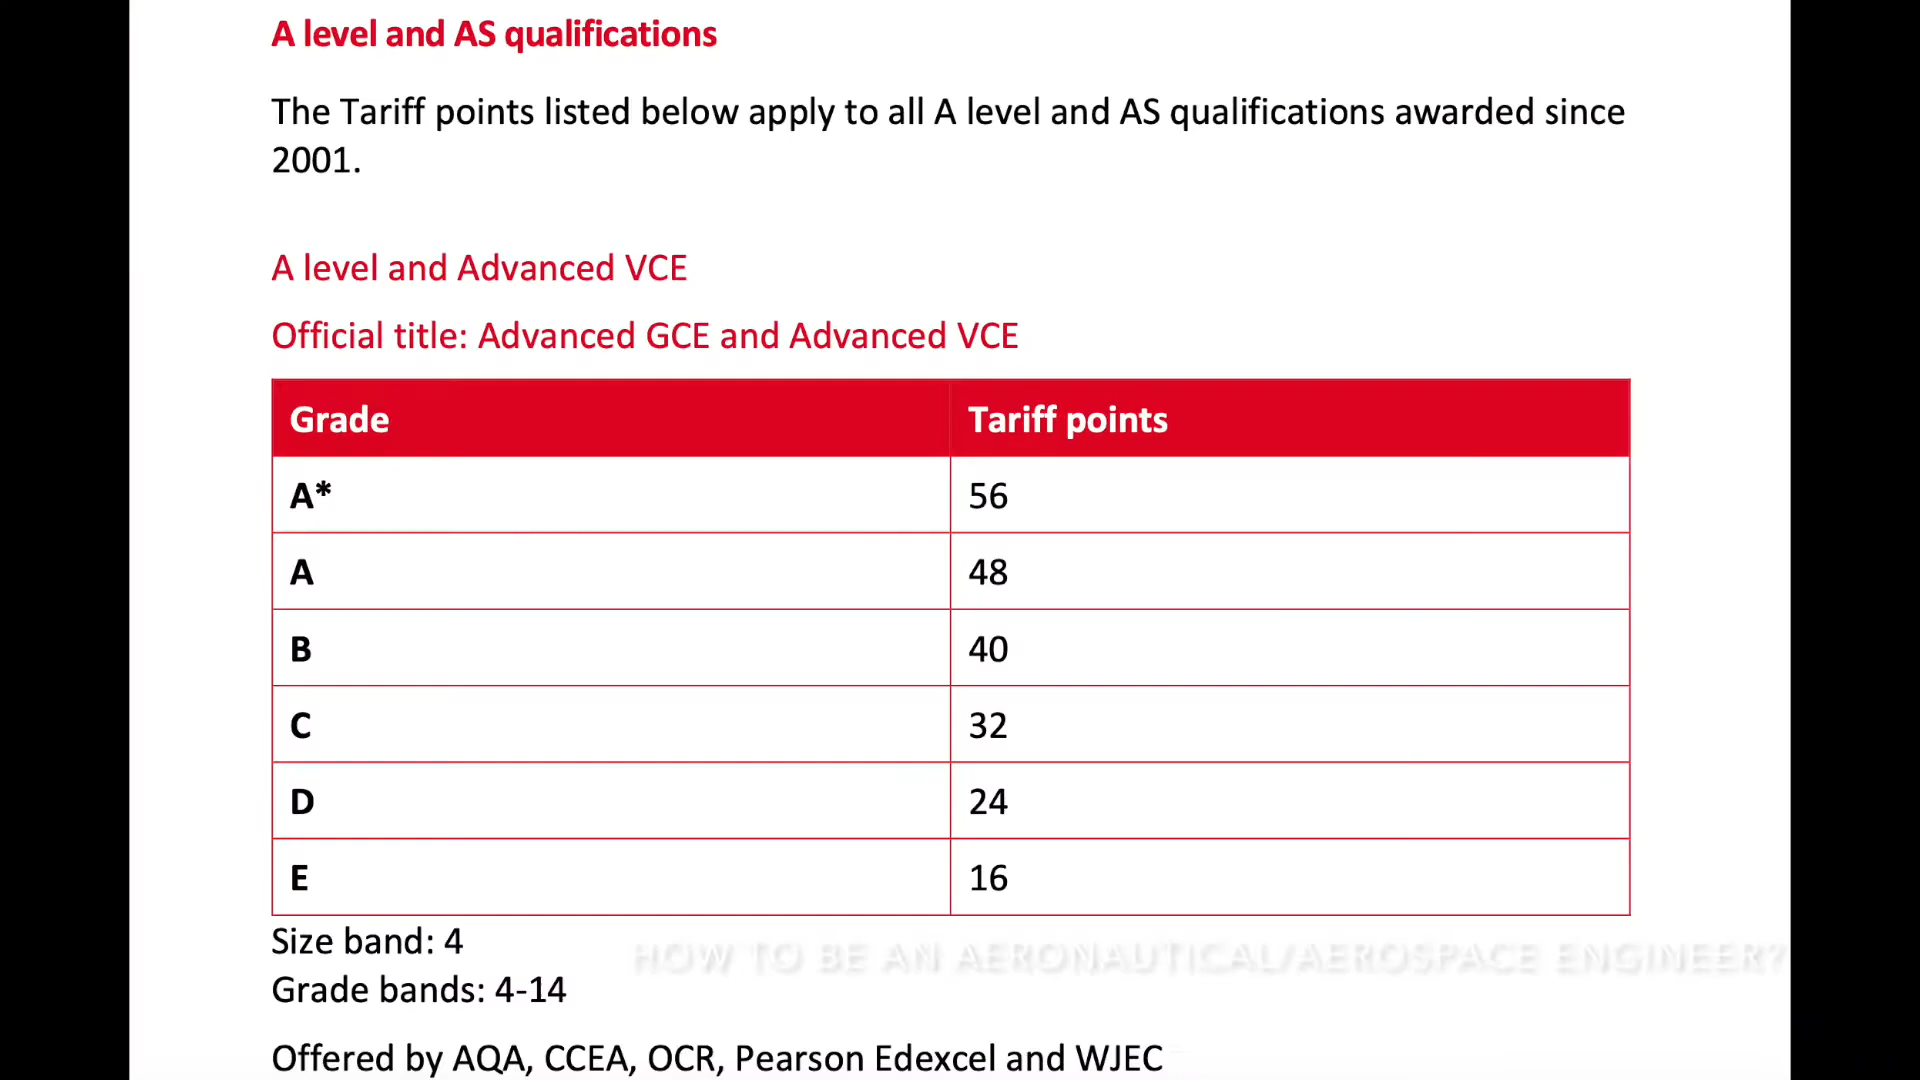 A level and AS qualifications
The Tariff points listed below apply to all A level and AS qualifications awarded since
2001.
A level and Advanced VCE
Official title: Advanced GCE and Advanced VCE
Grade Tariff points
A* 56
A 48
B 40
C 32
D 24
E 16
Size band: 4
HOW TO BE AN AERONAUTICAL/AEROSPACE ENGINEER?
Grade bands: 4-14
Offered by AQA, CCEA, OCR, Pearson Edexcel and WJEC